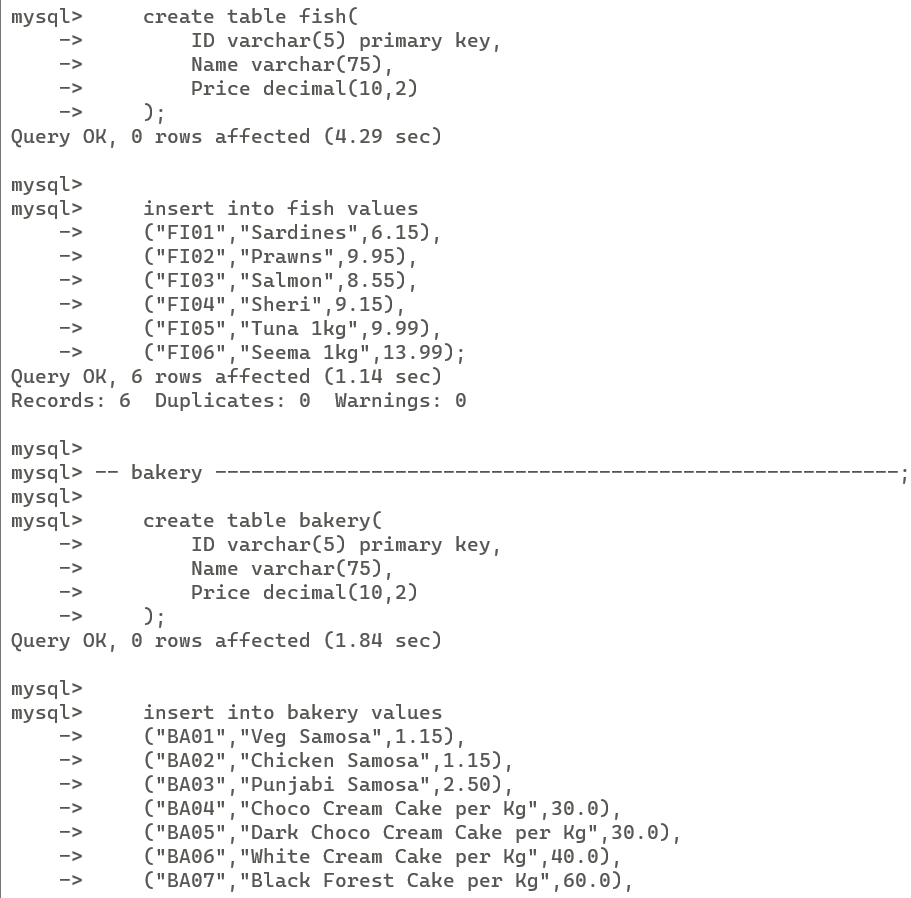 mysql>     create table fish(
    ->         ID varchar(5) primary key,
    ->         Name varchar(75),
    ->         Price decimal(10,2)
    ->     );
Query OK, 0 rows affected (4.29 sec)

mysql>
mysql>     insert into fish values
    ->     ("FI01","Sardines",6.15),
    ->     ("FI02","Prawns",9.95),
    ->     ("FI03","Salmon",8.55),
    ->     ("FI04","Sheri",9.15),
    ->     ("FI05","Tuna 1kg",9.99),
    ->     ("FI06","Seema 1kg",13.99);
Query OK, 6 rows affected (1.14 sec)
Records: 6  Duplicates: 0  Warnings: 0

mysql>
mysql> -- bakery ---------------------------------------------------------;
mysql>
mysql>     create table bakery(
    ->         ID varchar(5) primary key,
    ->         Name varchar(75),
    ->         Price decimal(10,2)
    ->     );
Query OK, 0 rows affected (1.84 sec)

mysql>
mysql>     insert into bakery values
    ->     ("BA01","Veg Samosa",1.15),
    ->     ("BA02","Chicken Samosa",1.15),
    ->     ("BA03","Punjabi Samosa",2.50),
    ->     ("BA04","Choco Cream Cake per Kg",30.0),
    ->     ("BA05","Dark Choco Cream Cake per Kg",30.0),
    ->     ("BA06","White Cream Cake per Kg",40.0),
    ->     ("BA07","Black Forest Cake per Kg",60.0),